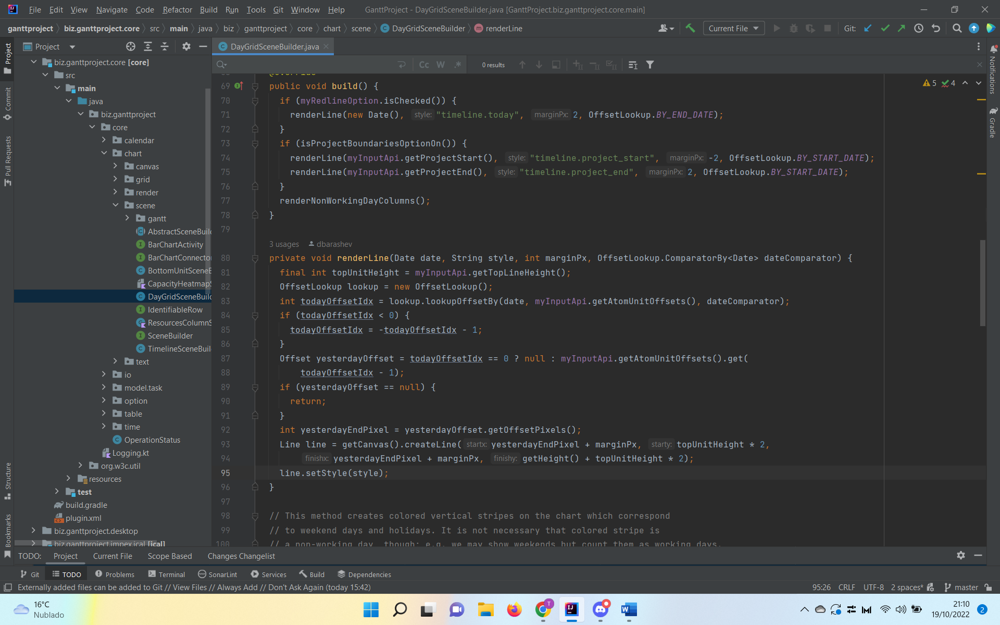 File Edit View Navigate Code Refactor Build Run Tools Git Window Help GanttProject - DayGridSceneBuilder.java [GanttProject.biz.ganttproject.core.main]
ganttproject biz.ganttproject.core src main java biz ganttproject core chart scene DayGridSceneBuilder renderLine Current File Git:
Project DayGridSceneBuilder.java
Cc W .* 0 results
Project
Commit
Pull Requests
Structure
Bookmarks
biz.ganttproject.core [core]
src
main
java
biz.ganttproject
core
calendar
chart
canvas
grid
render
scene
gantt
AbstractSceneBuil
BarChartActivity
BarChartConnecto
BottomUnitScene
CapacityHeatmap
DayGridSceneBuil
IdentifiableRow
ResourcesColumn
SceneBuilder
TimelineSceneBuil
text
io
model.task
option
table
time
OperationStatus
Logging.kt
org.w3c.util
resources
test
build.gradle
plugin.xml
biz.ganttproject.desktop
biz.ganttproject.impex.ical [ical]
5 4
69 public void build() {
70 if (myRedlineOption.isChecked()) {
71 renderLine(new Date(), style: "timeline.today", marginPx: 2, OffsetLookup.BY_END_DATE);
72 }
73 if (isProjectBoundariesOptionOn()) {
74 renderLine(myInputApi.getProjectStart(), style: "timeline.project_start", marginPx: -2, OffsetLookup.BY_START_DATE);
75 renderLine(myInputApi.getProjectEnd(), style: "timeline.project_end", marginPx: 2, OffsetLookup.BY_START_DATE);
76 }
77 renderNonWorkingDayColumns();
78 }
79
3 usages dbarashev
80 private void renderLine(Date date, String style, int marginPx, OffsetLookup.ComparatorBy<Date> dateComparator) {
81 final int topUnitHeight = myInputApi.getTopLineHeight();
82 OffsetLookup lookup = new OffsetLookup();
83 int todayOffsetIdx = lookup.lookupOffsetBy(date, myInputApi.getAtomUnitOffsets(), dateComparator);
84 if (todayOffsetIdx < 0) {
85 todayOffsetIdx = -todayOffsetIdx - 1;
86 }
87 Offset yesterdayOffset = todayOffsetIdx == 0 ? null : myInputApi.getAtomUnitOffsets().get(
88 todayOffsetIdx - 1);
89 if (yesterdayOffset == null) {
90 return;
91 }
92 int yesterdayEndPixel = yesterdayOffset.getOffsetPixels();
93 Line line = getCanvas().createLine( startx: yesterdayEndPixel + marginPx, starty: topUnitHeight * 2,
94 finishx: yesterdayEndPixel + marginPx, finishy: getHeight() + topUnitHeight * 2);
95 line.setStyle(style);
96 }
97
98 // This method creates colored vertical stripes on the chart which correspond
99 // to weekend days and holidays. It is not necessary that colored stripe is
100 // a non-working day, though: e.g. we may show weekends but count them as working days.
Notifications
Gradle
TODO: Project Current File Scope Based Changes Changelist
Git TODO Problems Terminal SonarLint Services Build Dependencies
Externally added files can be added to Git // View Files // Always Add // Don't Ask Again (today 15:42) 95:26 CRLF UTF-8 2 spaces* master
16°C
Nublado
21:10
19/10/2022
2